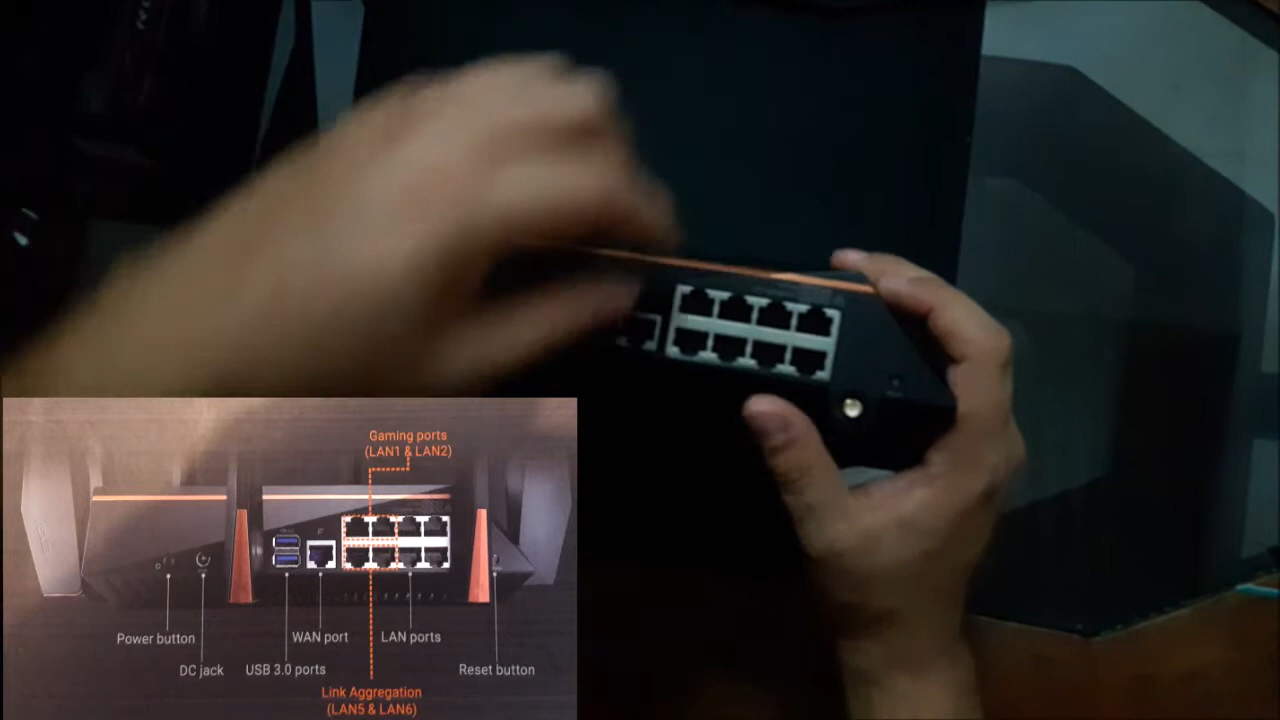 Gaming ports
(LAN1 & LAN2)
Power button
WAN port
LAN ports
DC jack
USB 3.0 ports
Reset button
Link Aggregation
(LAN5 & LAN6)